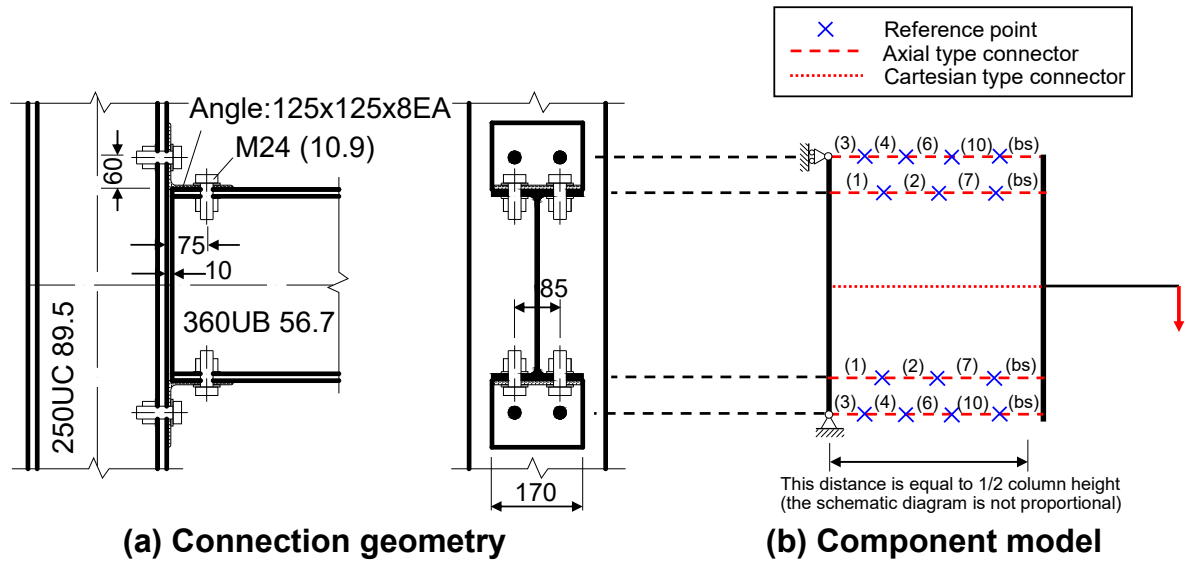 Reference point
Axial type connector
Cartesian type connector
Angle:125x125x8EA
M24 (10.9)
60
75
10
360UB 56.7
250UC 89.5
85
170
(3) (4) (6) (10) (bs)
(1) (2) (7) (bs)
(1) (2) (7) (bs)
(3) (4) (6) (10) (bs)
This distance is equal to 1/2 column height
(the schematic diagram is not proportional)
(a) Connection geometry
(b) Component model